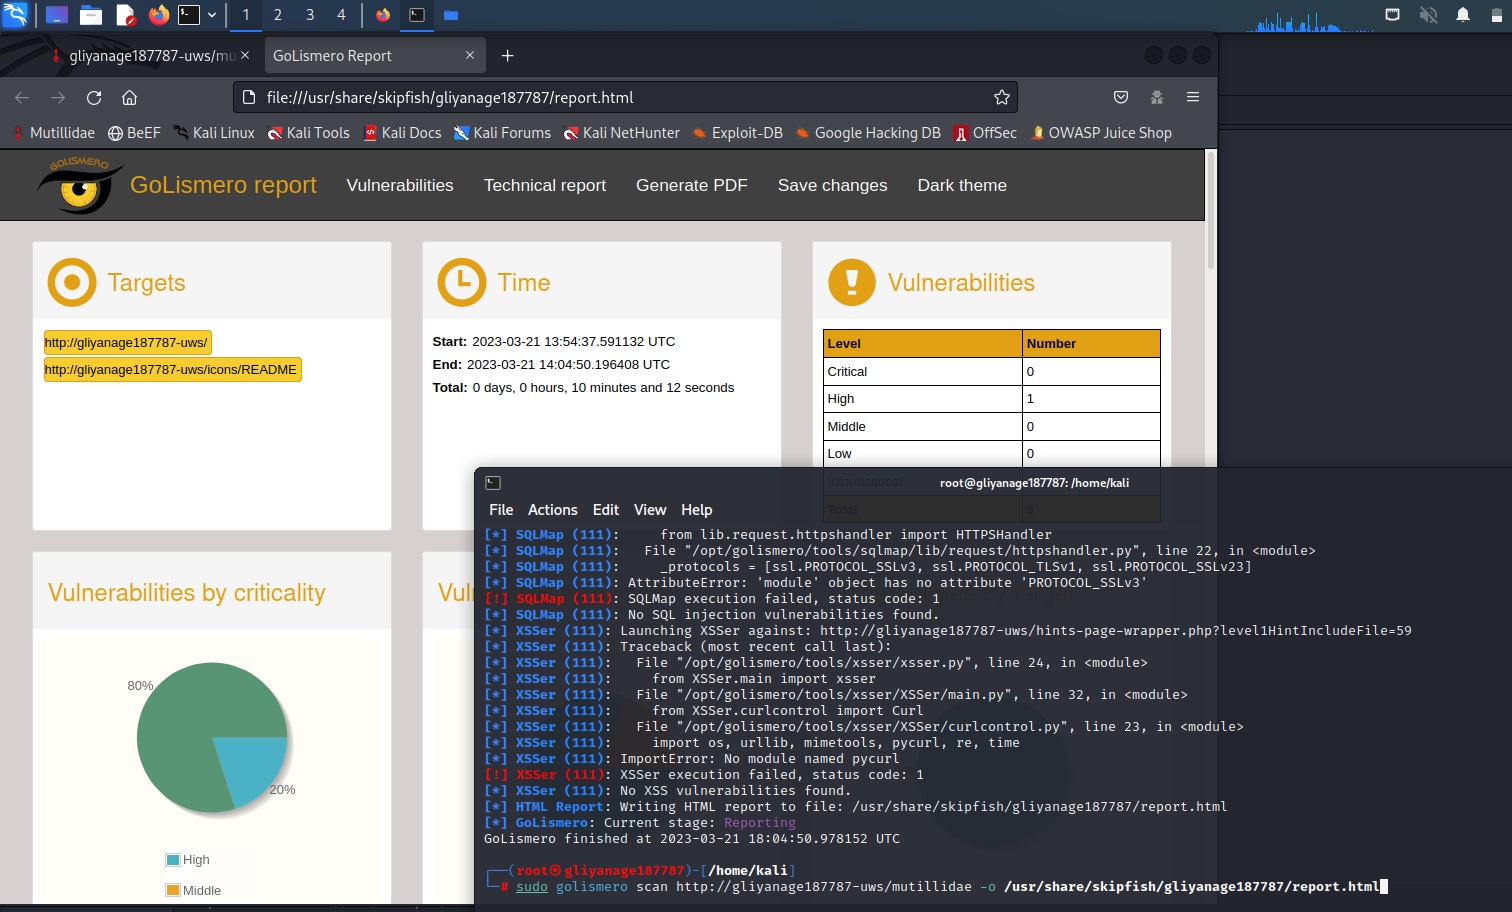 1 2 3 4
gliyanage187787-uws/mu
GoLismero Report
file:///usr/share/skipfish/gliyanage187787/report.html
Mutillidae BeEF Kali Linux Kali Tools Kali Docs Kali Forums Kali NetHunter Exploit-DB Google Hacking DB OffSec OWASP Juice Shop
GOLISMERO
GoLismero report Vulnerabilities Technical report Generate PDF Save changes Dark theme
Targets
http://gliyanage187787-uws/
http://gliyanage187787-uws/icons/README
Time
Start: 2023-03-21 13:54:37.591132 UTC
End: 2023-03-21 14:04:50.196408 UTC
Total: 0 days, 0 hours, 10 minutes and 12 seconds
Vulnerabilities
Level Number
Critical 0
High 1
Middle 0
Low 0
Informational
Total 5
Vulnerabilities by criticality
80%
20%
High
Middle
Vul
root@gliyanage187787: /home/kali
File Actions Edit View Help
[*] SQLMap (111):     from lib.request.httpshandler import HTTPSHandler
[*] SQLMap (111):   File "/opt/golismero/tools/sqlmap/lib/request/httpshandler.py", line 22, in <module>
[*] SQLMap (111):     _protocols = [ssl.PROTOCOL_SSLv3, ssl.PROTOCOL_TLSv1, ssl.PROTOCOL_SSLv23]
[*] SQLMap (111): AttributeError: 'module' object has no attribute 'PROTOCOL_SSLv3'
[!] SQLMap (111): SQLMap execution failed, status code: 1
[*] SQLMap (111): No SQL injection vulnerabilities found.
[*] XSSer (111): Launching XSSer against: http://gliyanage187787-uws/hints-page-wrapper.php?level1HintIncludeFile=59
[*] XSSer (111): Traceback (most recent call last):
[*] XSSer (111):   File "/opt/golismero/tools/xsser/xsser.py", line 24, in <module>
[*] XSSer (111):     from XSSer.main import xsser
[*] XSSer (111):   File "/opt/golismero/tools/xsser/XSSer/main.py", line 32, in <module>
[*] XSSer (111):     from XSSer.curlcontrol import Curl
[*] XSSer (111):   File "/opt/golismero/tools/xsser/XSSer/curlcontrol.py", line 23, in <module>
[*] XSSer (111):     import os, urllib, mimetools, pycurl, re, time
[*] XSSer (111): ImportError: No module named pycurl
[!] XSSer (111): XSSer execution failed, status code: 1
[*] XSSer (111): No XSS vulnerabilities found.
[*] HTML Report: Writing HTML report to file: /usr/share/skipfish/gliyanage187787/report.html
[*] GoLismero: Current stage: Reporting
GoLismero finished at 2023-03-21 18:04:50.978152 UTC
(root㉿gliyanage187787)-[/home/kali]
# sudo golismero scan http://gliyanage187787-uws/mutillidae -o /usr/share/skipfish/gliyanage187787/report.html